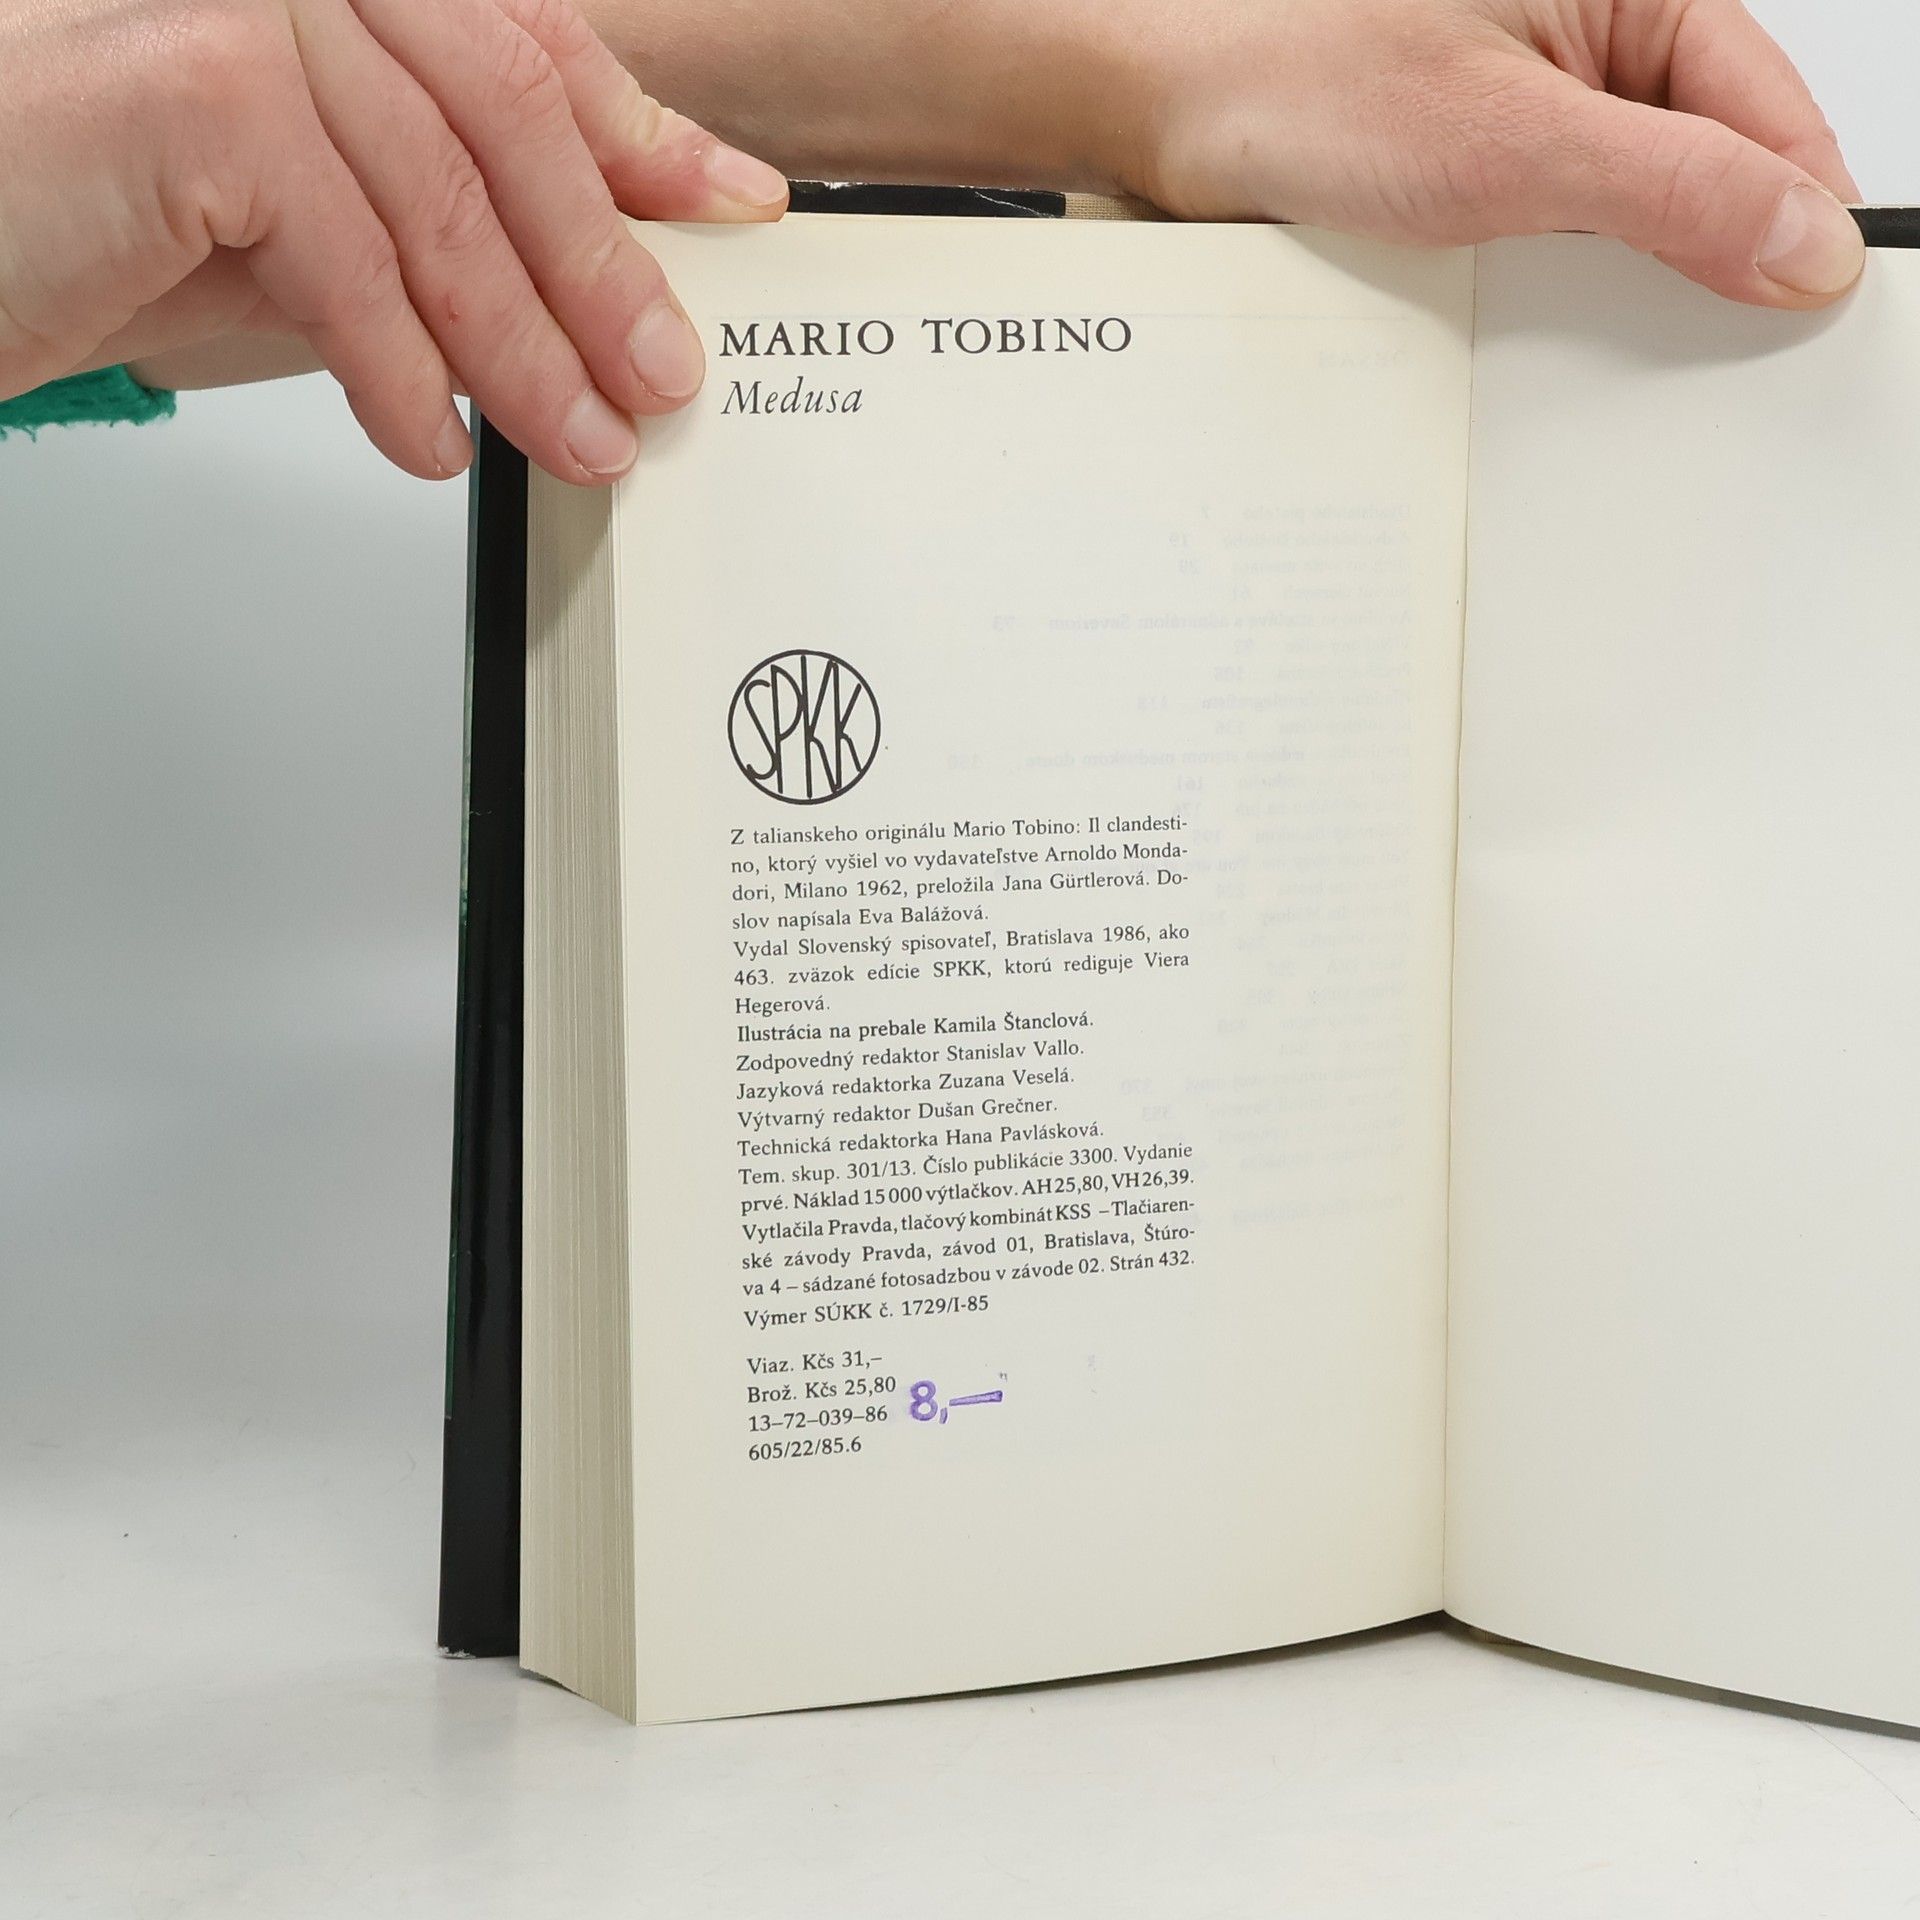 MARIO TOBINO
Medusa
SPKK
Z talianskeho originálu Mario Tobino: Il clandesti-
no, ktorý vyšiel vo vydavateľstve Arnoldo Monda-
dori, Milano 1962, preložila Jana Gürtlerová. Do-
slov napísala Eva Balážová.
Vydal Slovenský spisovateľ, Bratislava 1986, ako
463. zväzok edície SPKK, ktorú rediguje Viera
Hegerová.
Ilustrácia na prebale Kamila Štanclová.
Zodpovedný redaktor Stanislav Vallo.
Jazyková redaktorka Zuzana Veselá.
Výtvarný redaktor Dušan Grečner.
Technická redaktorka Hana Pavlásková.
Tem. skup. 301/13. Číslo publikácie 3300. Vydanie
prvé. Náklad 15 000 výtlačkov. AH 25,80, VH 26,39.
Vytlačila Pravda, tlačový kombinát KSS – Tlačiaren-
ské závody Pravda, závod 01, Bratislava, Štúro-
va 4 – sádzané fotosadzbou v závode 02. Strán 432.
Výmer SÚKK č. 1729/I-85
Viaz. Kčs 31,–
Brož. Kčs 25,80
13–72–039–86 8,—
605/22/85.6